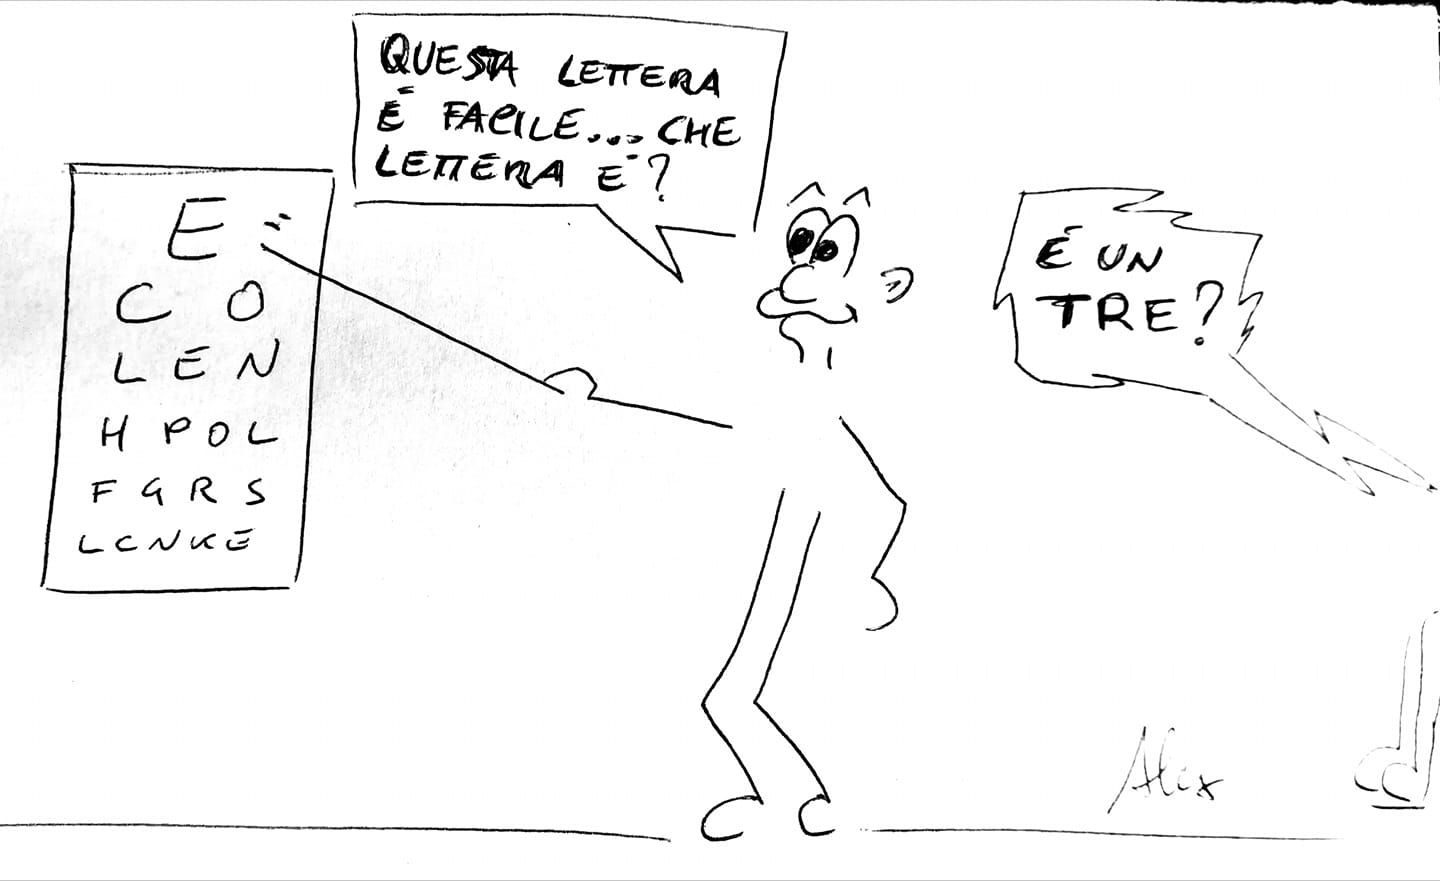 QUESTA LETTERA
È FACILE... CHE
LETTERA È?
E
C O
L E N
H P O L
F G R S
L C N K E
É UN
TRE?
Alex